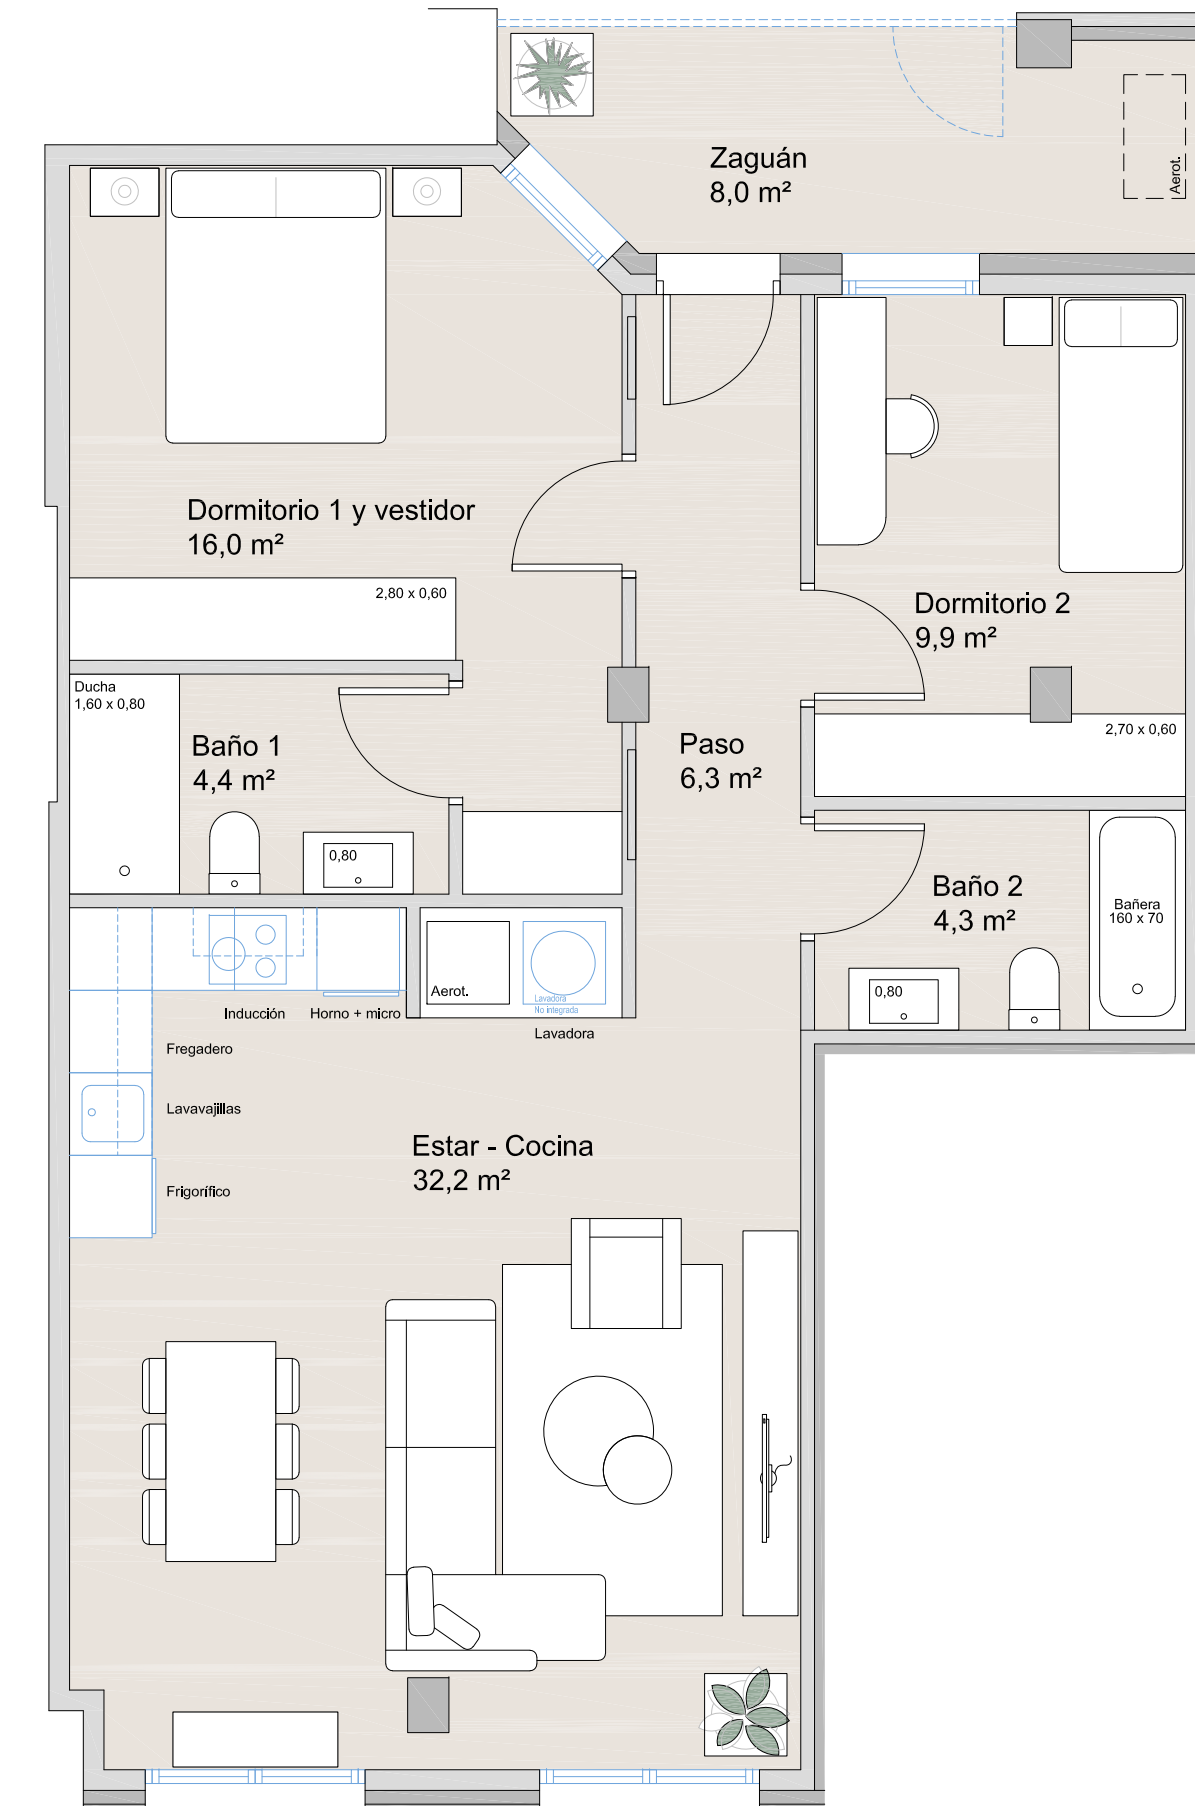 Zaguán
8,0 m²
Aerot.
Dormitorio 1 y vestidor
16,0 m²
2,80 x 0,60
Dormitorio 2
9,9 m²
2,70 x 0,60
Ducha
1,60 x 0,80
Baño 1
4,4 m²
0,80
Paso
6,3 m²
Baño 2
4,3 m²
Bañera
160 x 70
0,80
Aerot.
Lavadora
No integrada
Lavadora
Inducción
Horno + micro
Fregadero
Lavavajillas
Frigorífico
Estar - Cocina
32,2 m²